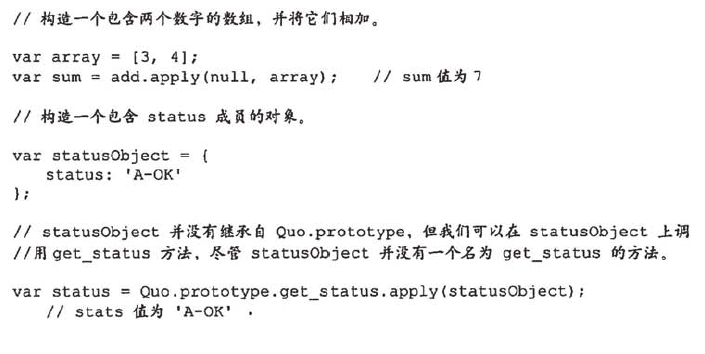 // 构造一个包含两个数字的数组，并将它们相加。
var array = [3, 4];
var sum = add.apply(null, array);    // sum 值为 7
// 构造一个包含 status 成员的对象。
var statusObject = {
    status: 'A-OK'
};
// statusObject 并没有继承自 Quo.prototype，但我们可以在 statusObject 上调
//用 get_status 方法，尽管 statusObject 并没有一个名为 get_status 的方法。
var status = Quo.prototype.get_status.apply(statusObject);
    // stats 值为 'A-OK' .